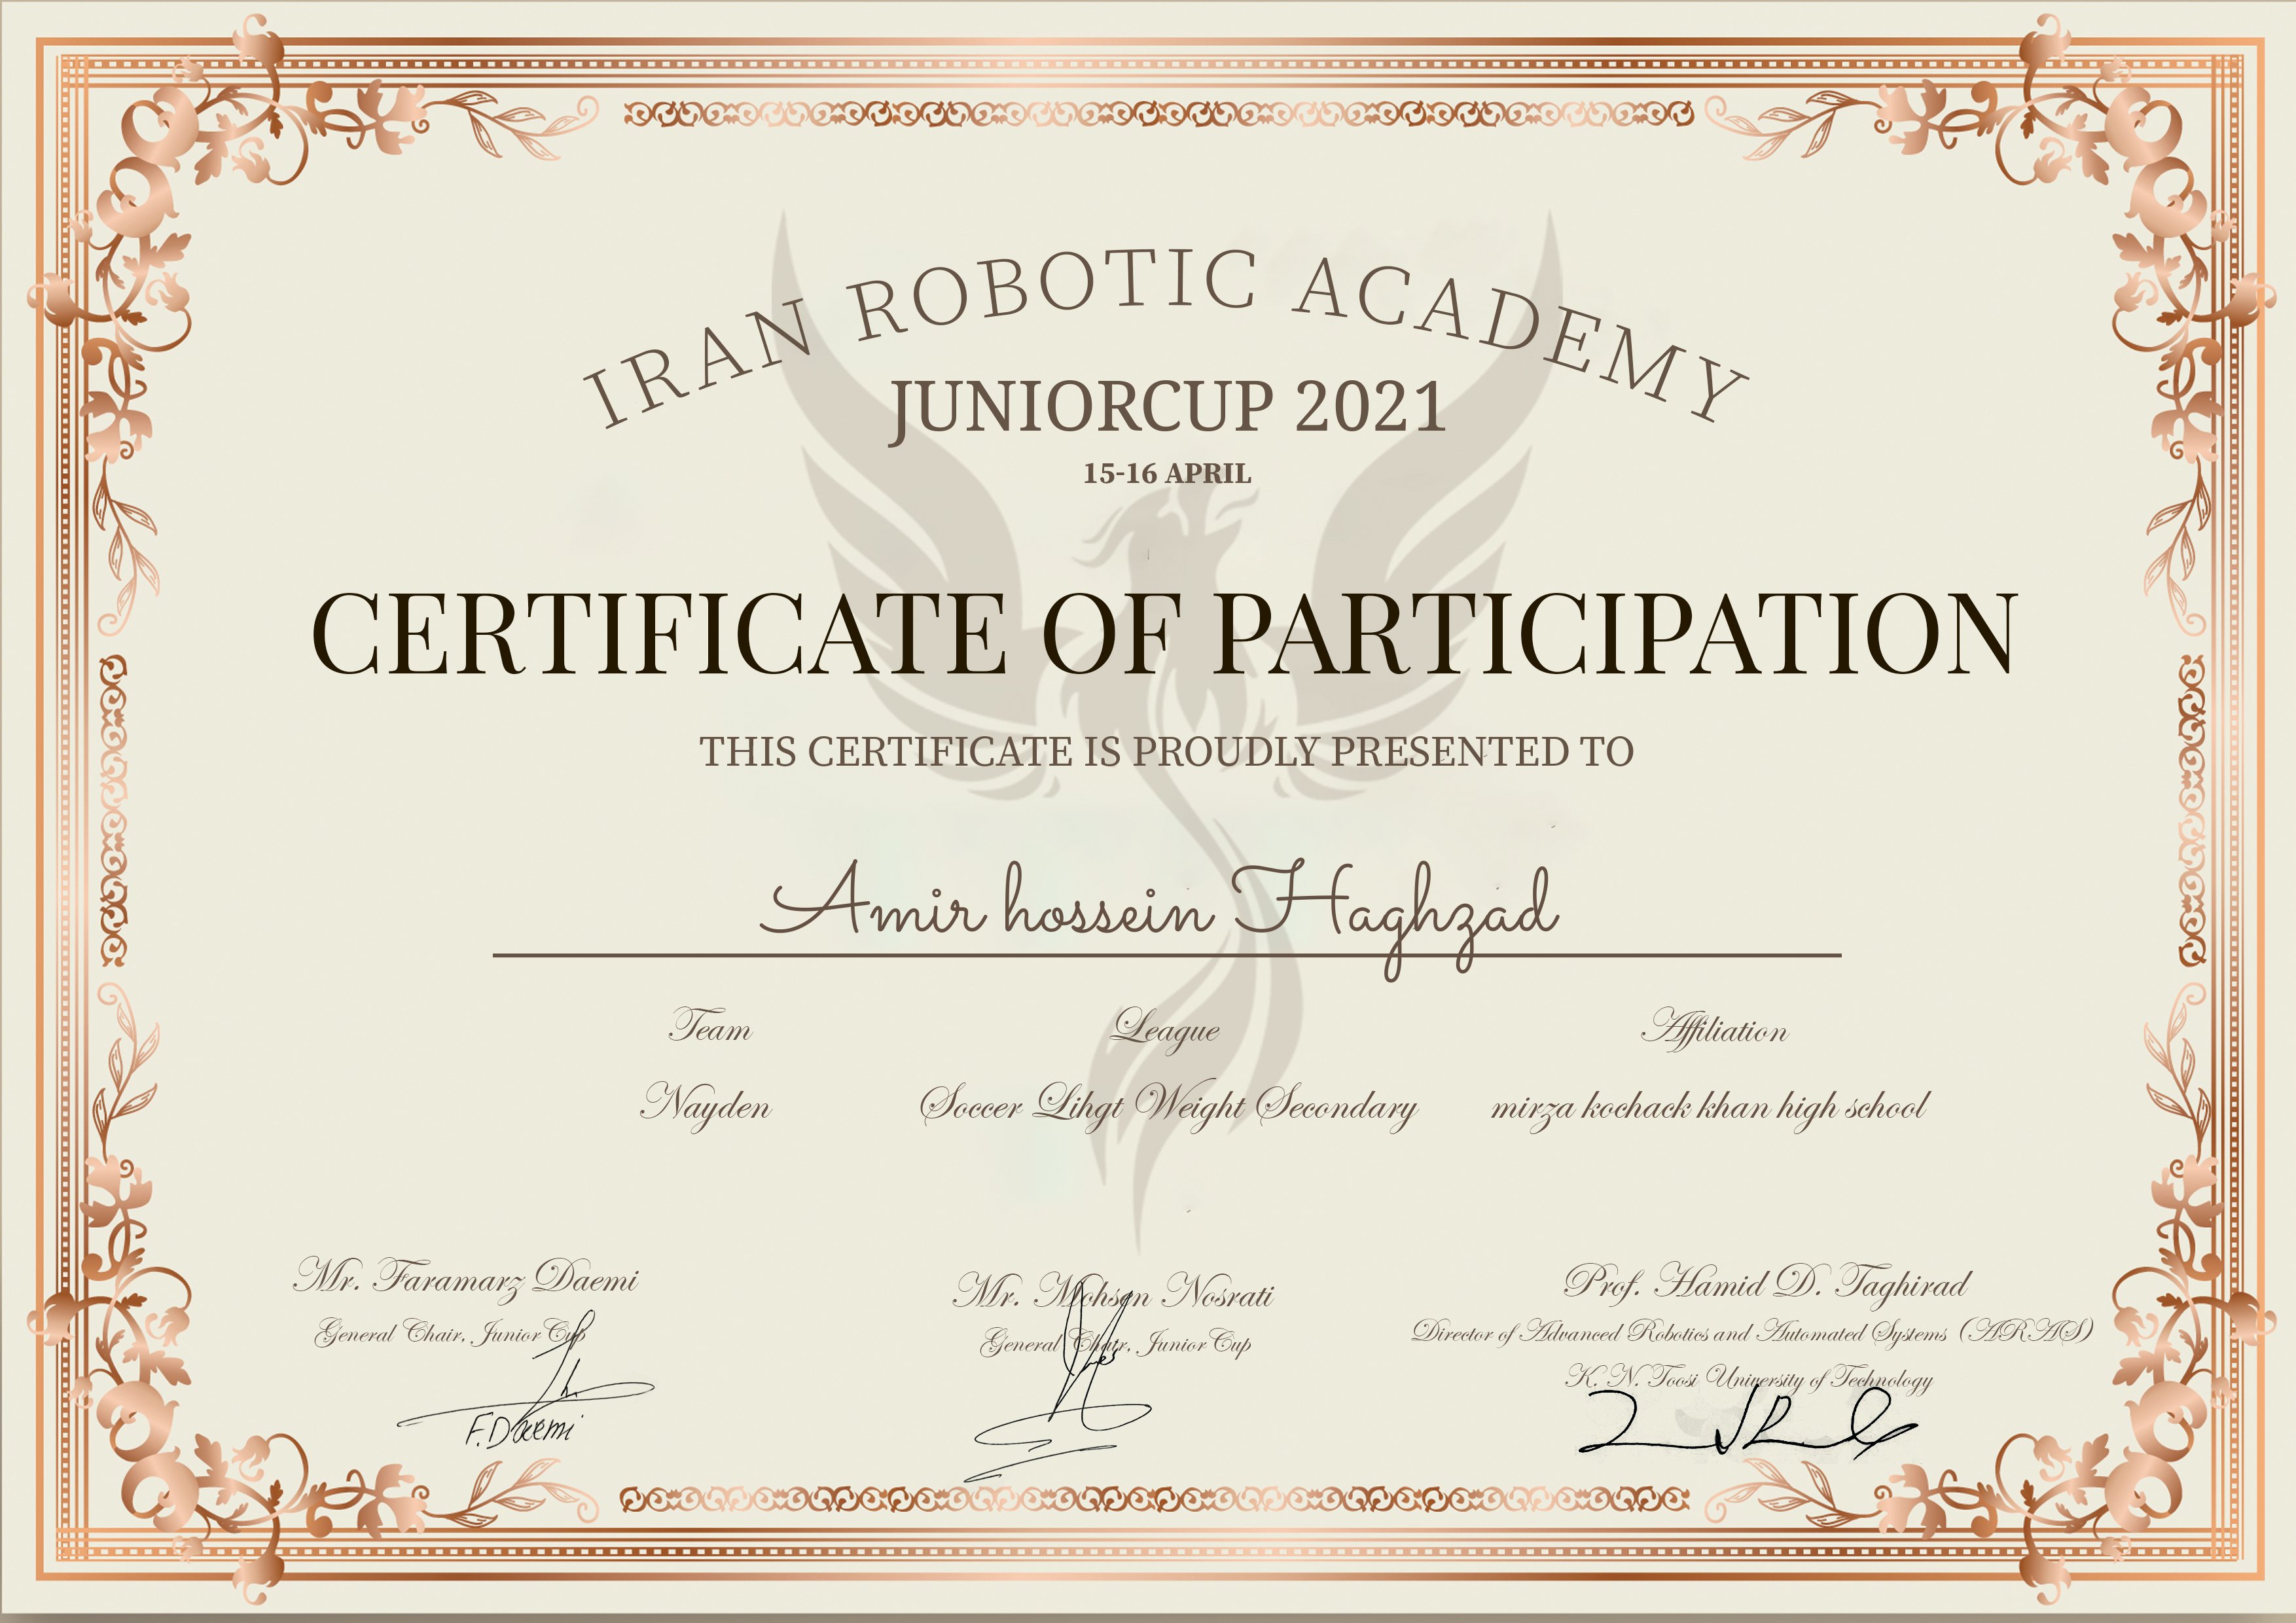 IRAN ROBOTIC ACADEMY
JUNIORCUP 2021
15-16 APRIL
CERTIFICATE OF PARTICIPATION
THIS CERTIFICATE IS PROUDLY PRESENTED TO
Amir hossein Haghzad
Team League Affiliation
Nayden Soccer Lihgt Weight Secondary mirza kochack khan high school
Mr. Faramarz Daemi
General Chair, Junior Cup
F.Daemi
Mr. Mohsen Nosrati
General Chair, Junior Cup
Prof. Hamid D. Taghirad
Director of Advanced Robotics and Automated Systems (ARAS)
K. N. Toosi University of Technology